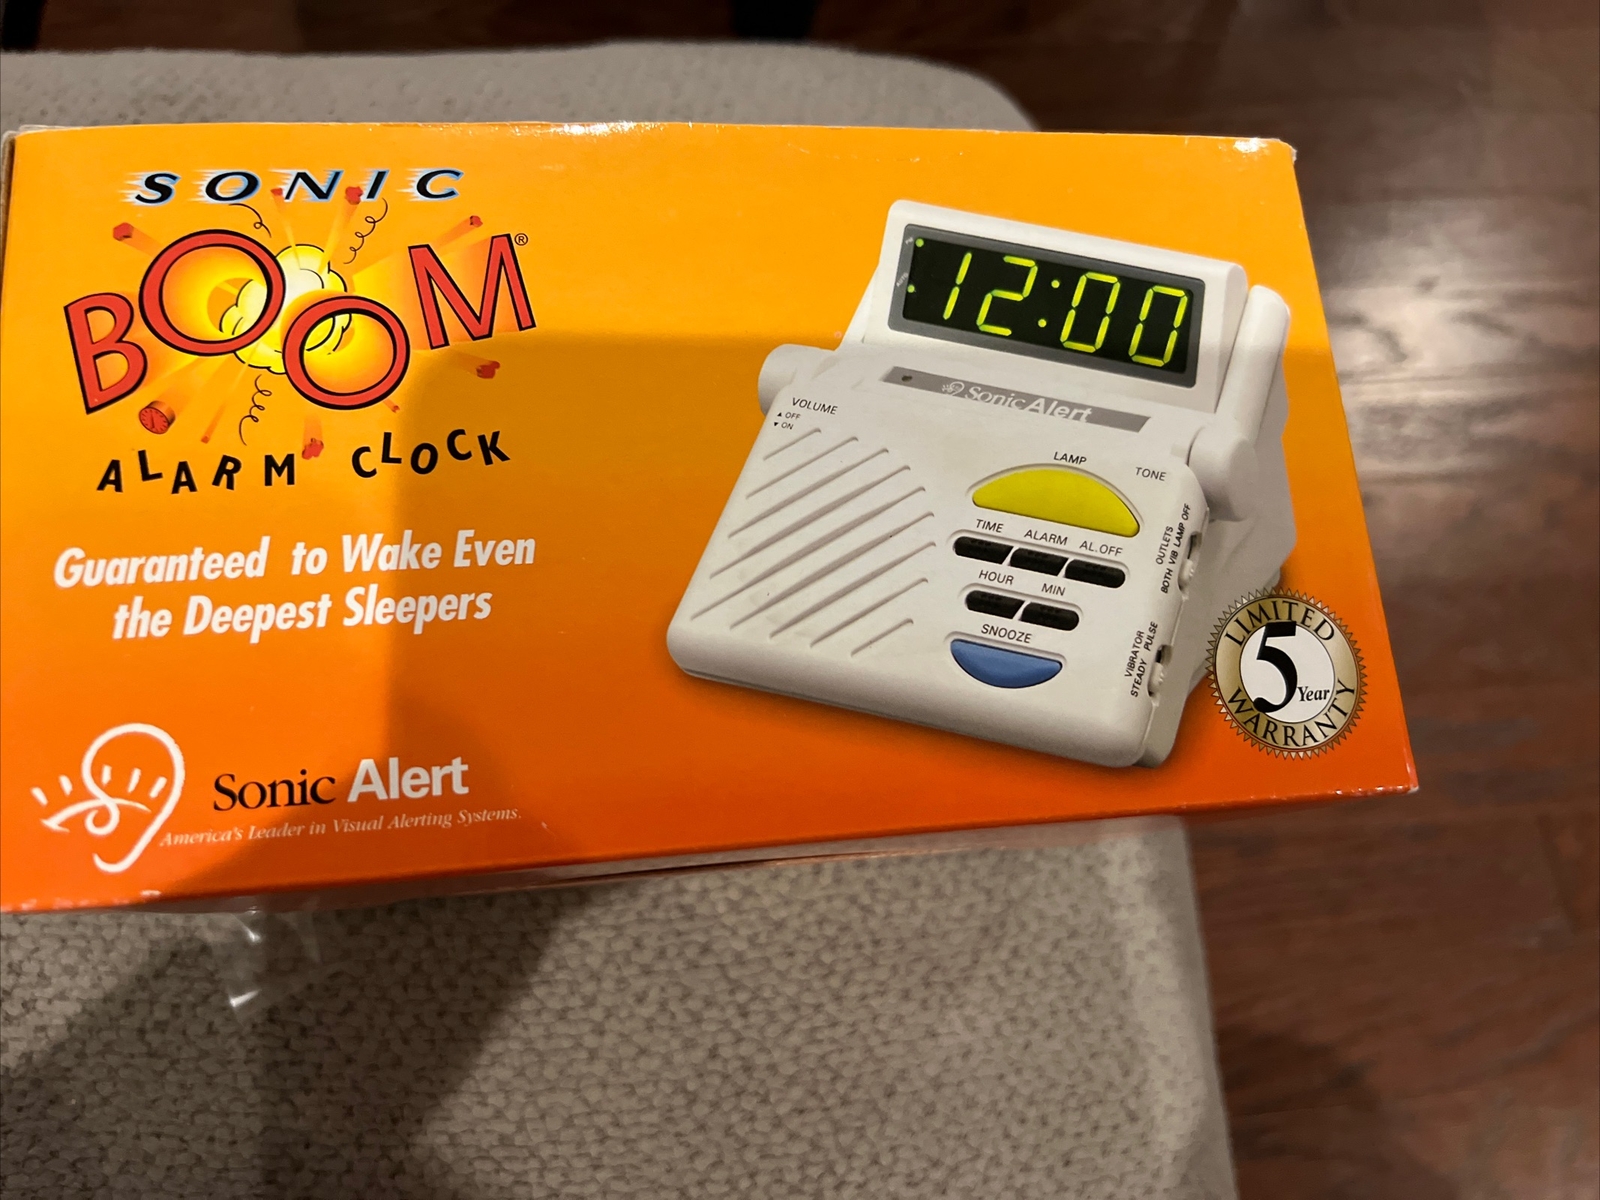 SONIC
BOOM®
ALARM CLOCK
Guaranteed to Wake Even
the Deepest Sleepers
Sonic Alert
America's Leader in Visual Alerting Systems.
12:00
Sonic Alert
VOLUME
▲ OFF
▼ ON
LAMP
TONE
TIME ALARM AL.OFF
HOUR MIN
SNOOZE
OUTLETS
BOTH VIB LAMP OFF
VIBRATOR
STEADY PULSE
LIMITED
5 Year
WARRANTY